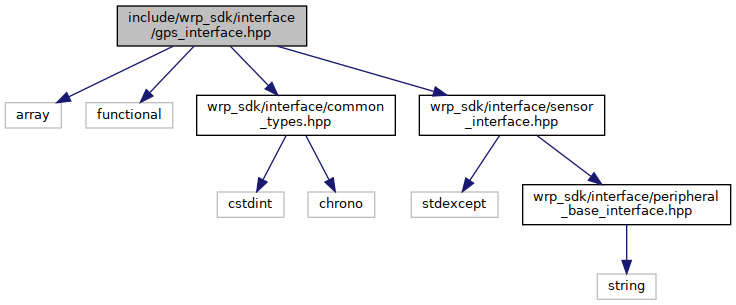 include/wrp_sdk/interface
/gps_interface.hpp
array
functional
wrp_sdk/interface/common
_types.hpp
wrp_sdk/interface/sensor
_interface.hpp
cstdint
chrono
stdexcept
wrp_sdk/interface/peripheral
_base_interface.hpp
string